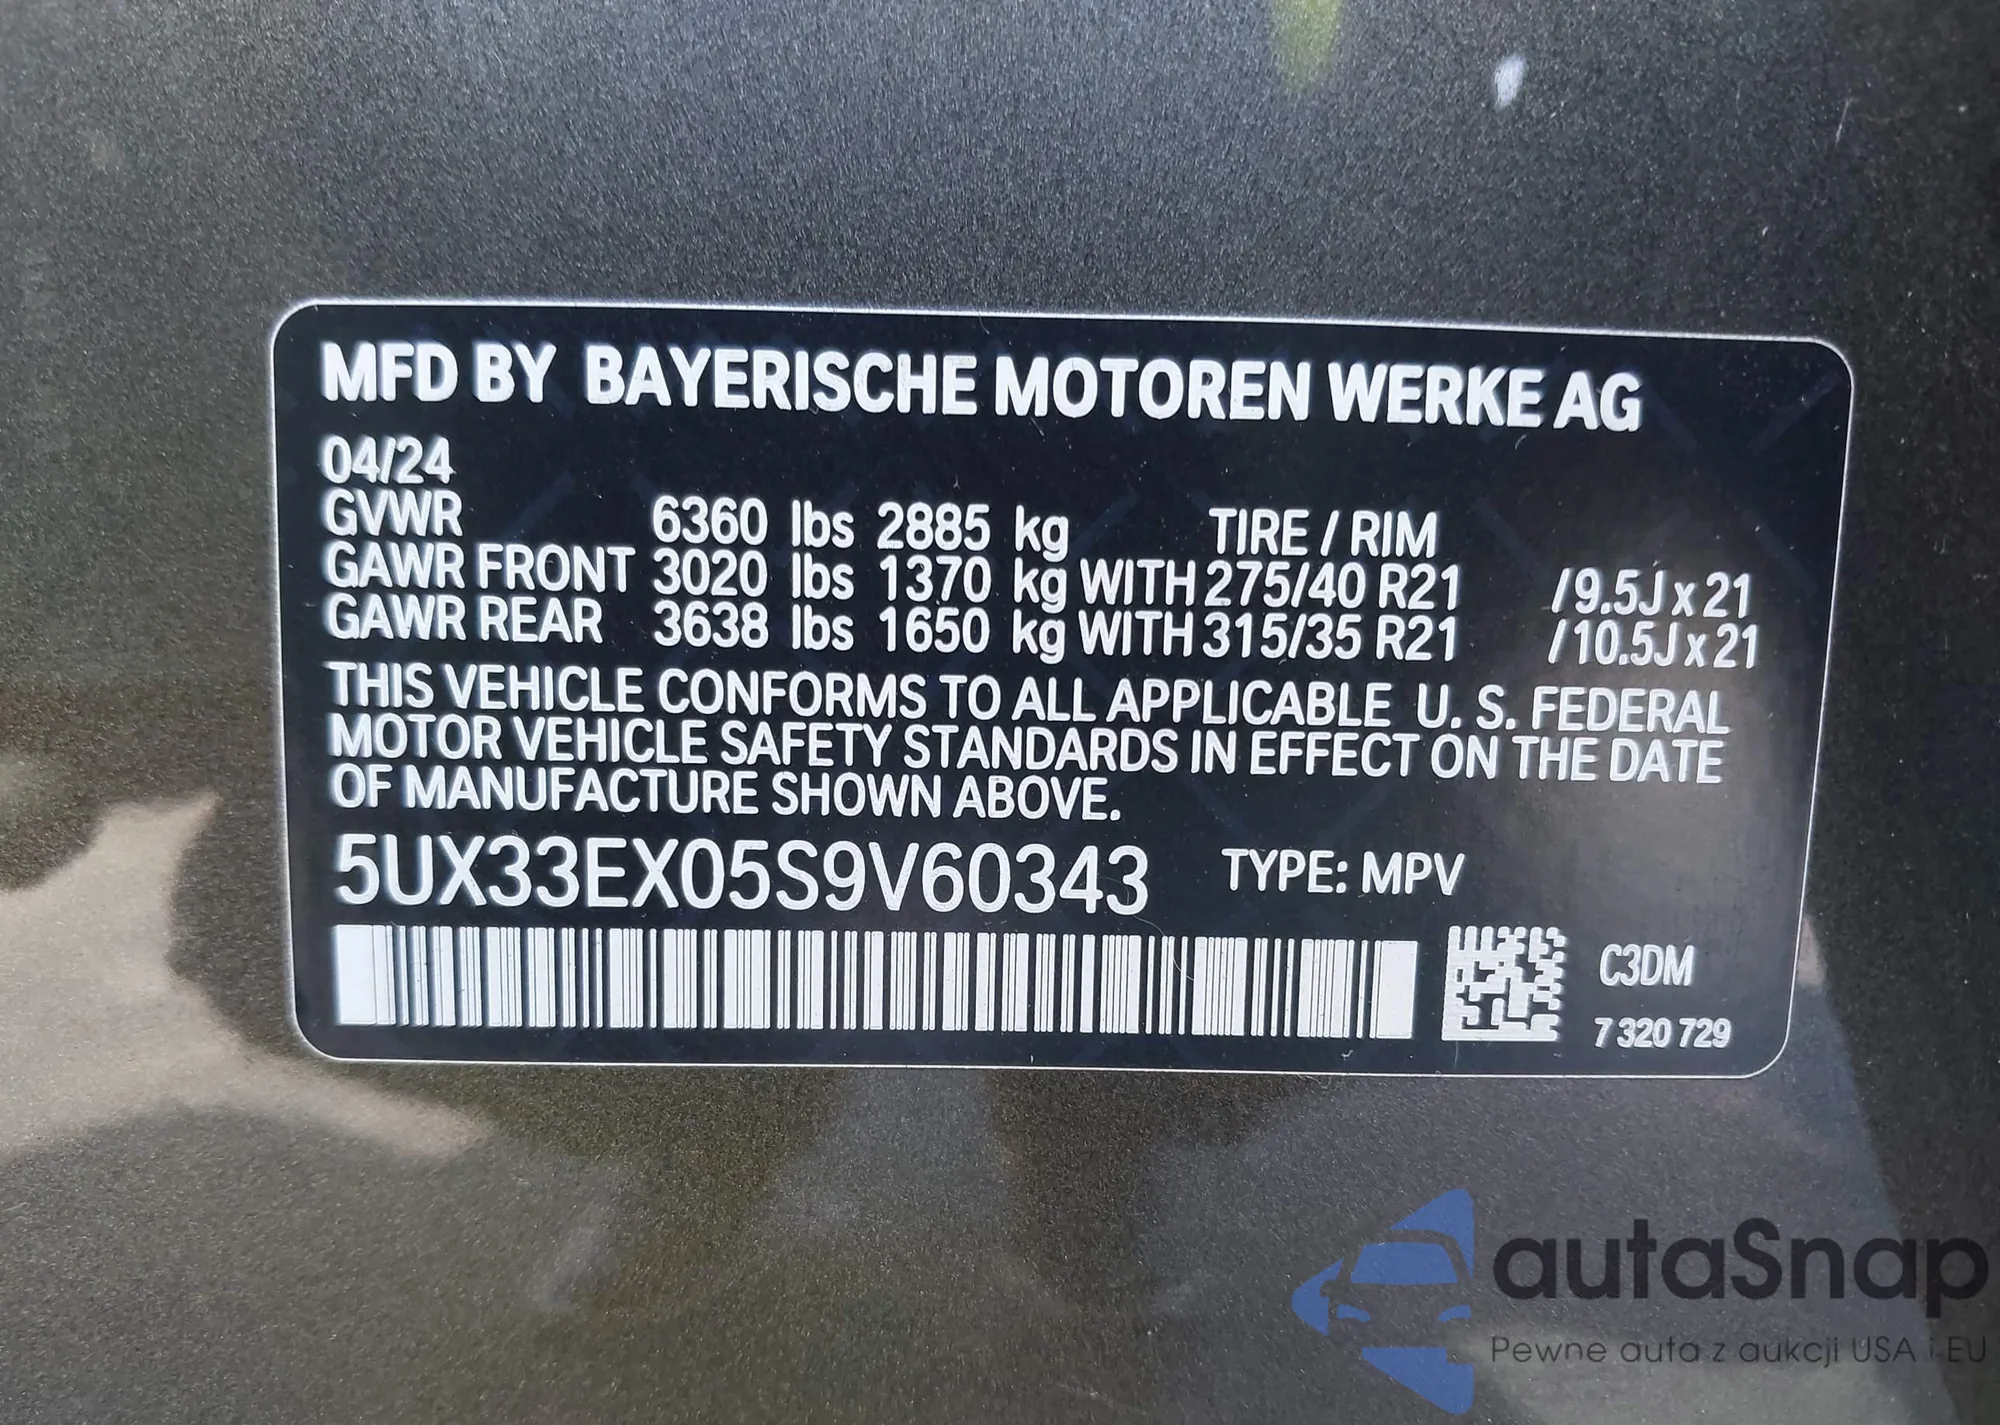 MFD BY BAYERISCHE MOTOREN WERKE AG
04/24
GVWR 6360 lbs 2885 kg TIRE / RIM
GAWR FRONT 3020 lbs 1370 kg WITH 275/40 R21 /9.5J x 21
GAWR REAR 3638 lbs 1650 kg WITH 315/35 R21 /10.5J x 21
THIS VEHICLE CONFORMS TO ALL APPLICABLE U. S. FEDERAL
MOTOR VEHICLE SAFETY STANDARDS IN EFFECT ON THE DATE
OF MANUFACTURE SHOWN ABOVE.
5UX33EX05S9V60343 TYPE: MPV
C3DM
7 320 729
autaSnap
Pewne auta z aukcji USA i EU